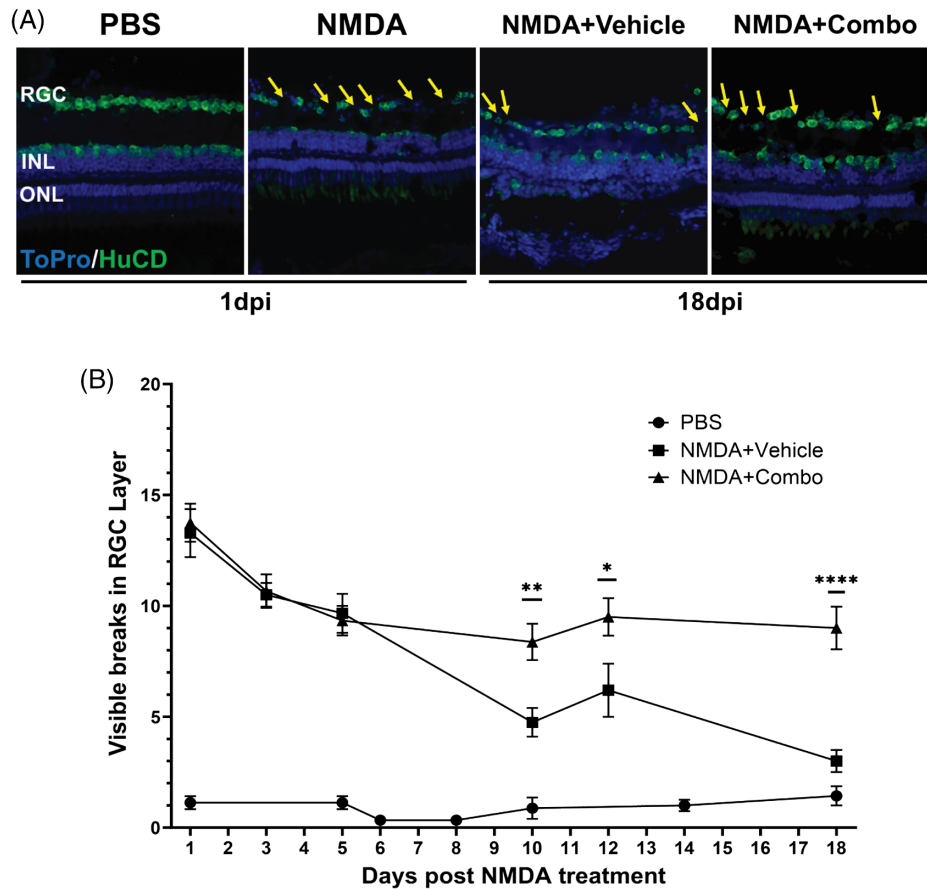 (A)
PBS NMDA NMDA+Vehicle NMDA+Combo
RGC
INL
ONL
ToPro/HuCD
1dpi 18dpi
(B)
20
15
10
5
0
Visible breaks in RGC Layer
PBS
NMDA+Vehicle
NMDA+Combo
** * ****
1 2 3 4 5 6 7 8 9 10 11 12 13 14 15 16 17 18
Days post NMDA treatment